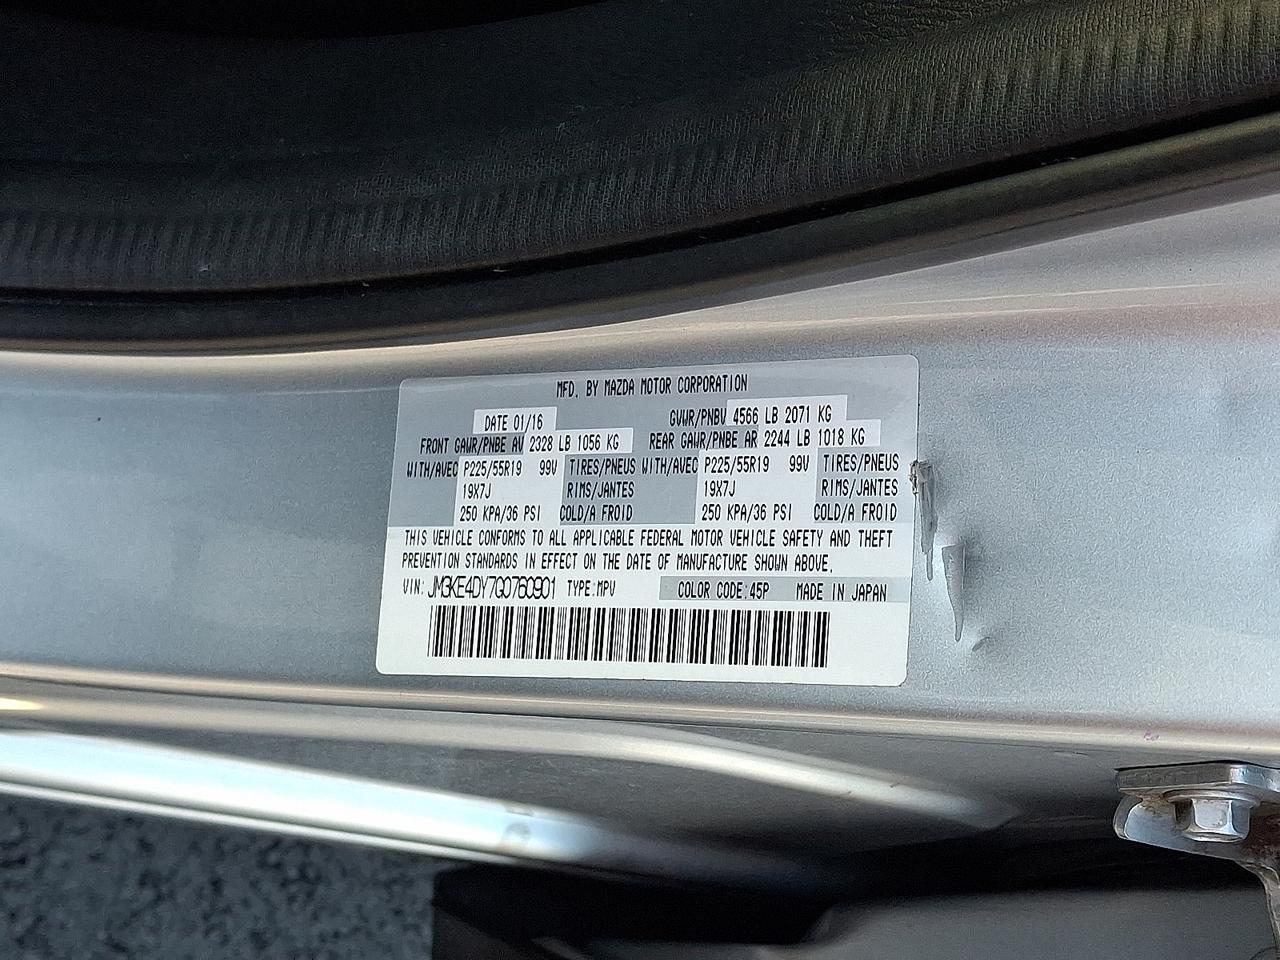 MFD. BY MAZDA MOTOR CORPORATION
DATE 01/16 GVWR/PNBV 4566 LB 2071 KG
FRONT GAWR/PNBE AV 2328 LB 1056 KG REAR GAWR/PNBE AR 2244 LB 1018 KG
WITH/AVEC P225/55R19 99V TIRES/PNEUS WITH/AVEC P225/55R19 99V TIRES/PNEUS
19X7J RIMS/JANTES 19X7J RIMS/JANTES
250 KPA/36 PSI COLD/A FROID 250 KPA/36 PSI COLD/A FROID
THIS VEHICLE CONFORMS TO ALL APPLICABLE FEDERAL MOTOR VEHICLE SAFETY AND THEFT
PREVENTION STANDARDS IN EFFECT ON THE DATE OF MANUFACTURE SHOWN ABOVE.
VIN: JM3KE4DY7G0760901 TYPE:MPV COLOR CODE:45P MADE IN JAPAN